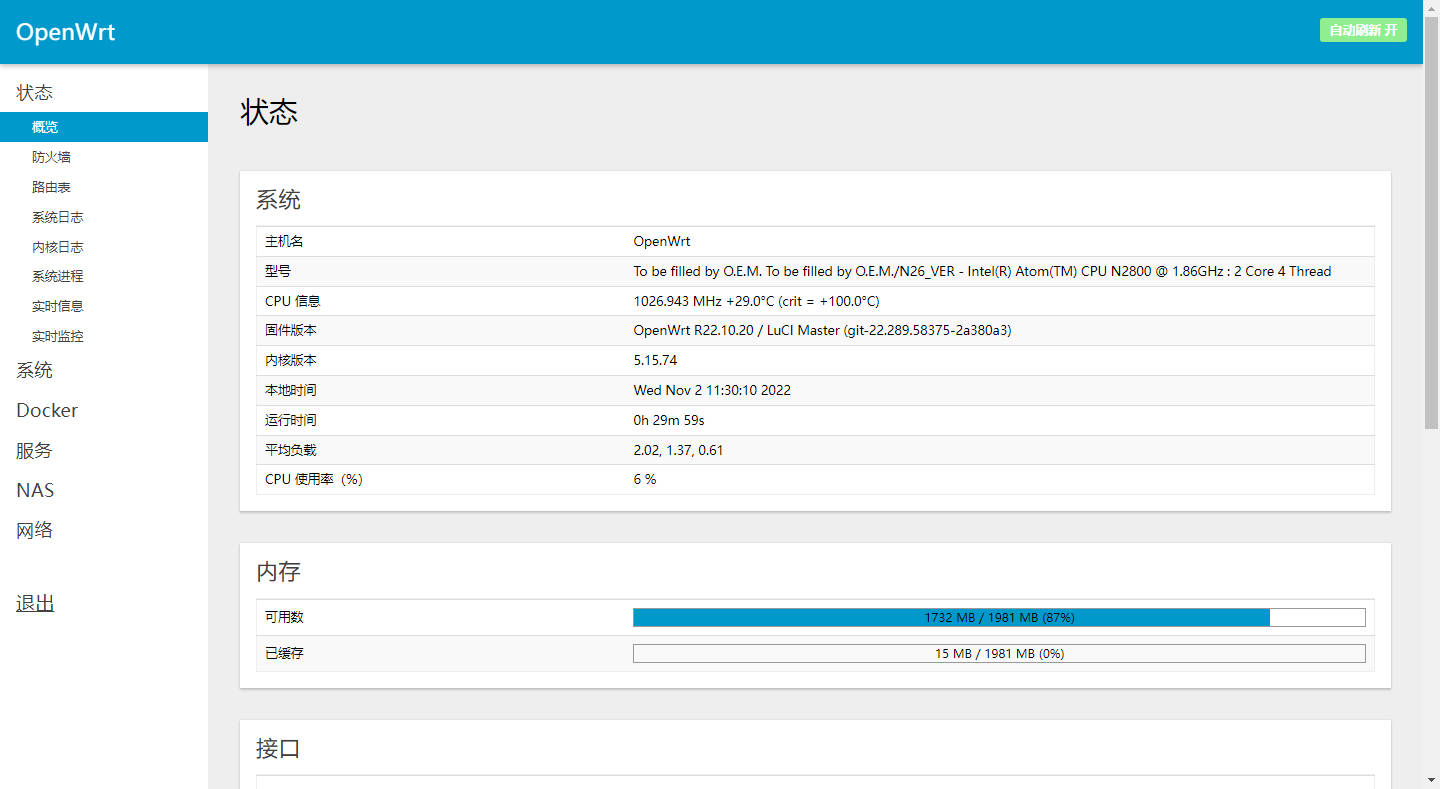 OpenWrt
自动刷新 开
状态
概览
防火墙
路由表
系统日志
内核日志
系统进程
实时信息
实时监控
系统
Docker
服务
NAS
网络
退出
状态
系统
主机名 OpenWrt
型号 To be filled by O.E.M. To be filled by O.E.M./N26_VER - Intel(R) Atom(TM) CPU N2800 @ 1.86GHz : 2 Core 4 Thread
CPU 信息 1026.943 MHz +29.0°C (crit = +100.0°C)
固件版本 OpenWrt R22.10.20 / LuCI Master (git-22.289.58375-2a380a3)
内核版本 5.15.74
本地时间 Wed Nov 2 11:30:10 2022
运行时间 0h 29m 59s
平均负载 2.02, 1.37, 0.61
CPU 使用率（%） 6 %
内存
可用数 1732 MB / 1981 MB (87%)
已缓存 15 MB / 1981 MB (0%)
接口